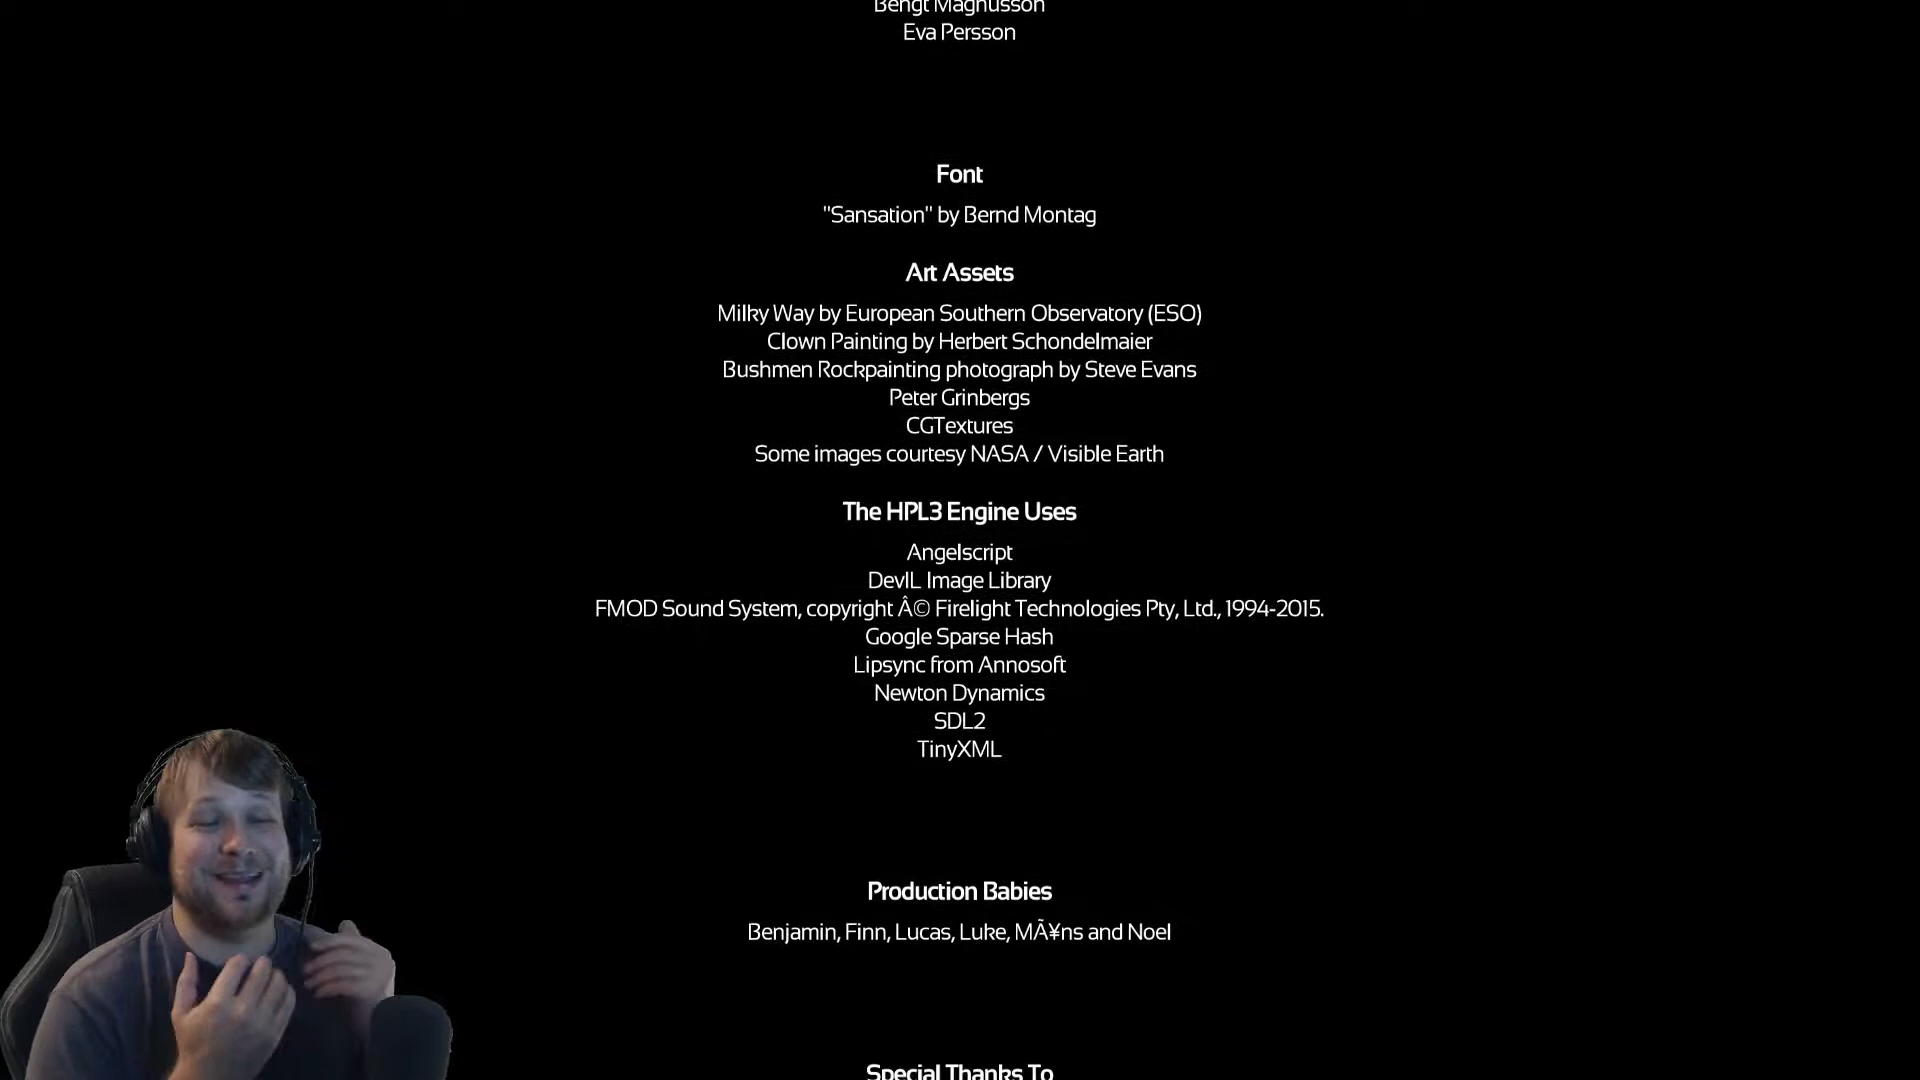 Bengt Magnusson
Eva Persson
Font
"Sansation" by Bernd Montag
Art Assets
Milky Way by European Southern Observatory (ESO)
Clown Painting by Herbert Schondelmaier
Bushmen Rockpainting photograph by Steve Evans
Peter Grinbergs
CGTextures
Some images courtesy NASA / Visible Earth
The HPL3 Engine Uses
Angelscript
DevIL Image Library
FMOD Sound System, copyright Â© Firelight Technologies Pty, Ltd., 1994-2015.
Google Sparse Hash
Lipsync from Annosoft
Newton Dynamics
SDL2
TinyXML
Production Babies
Benjamin, Finn, Lucas, Luke, MÃ¥ns and Noel
Special Thanks To